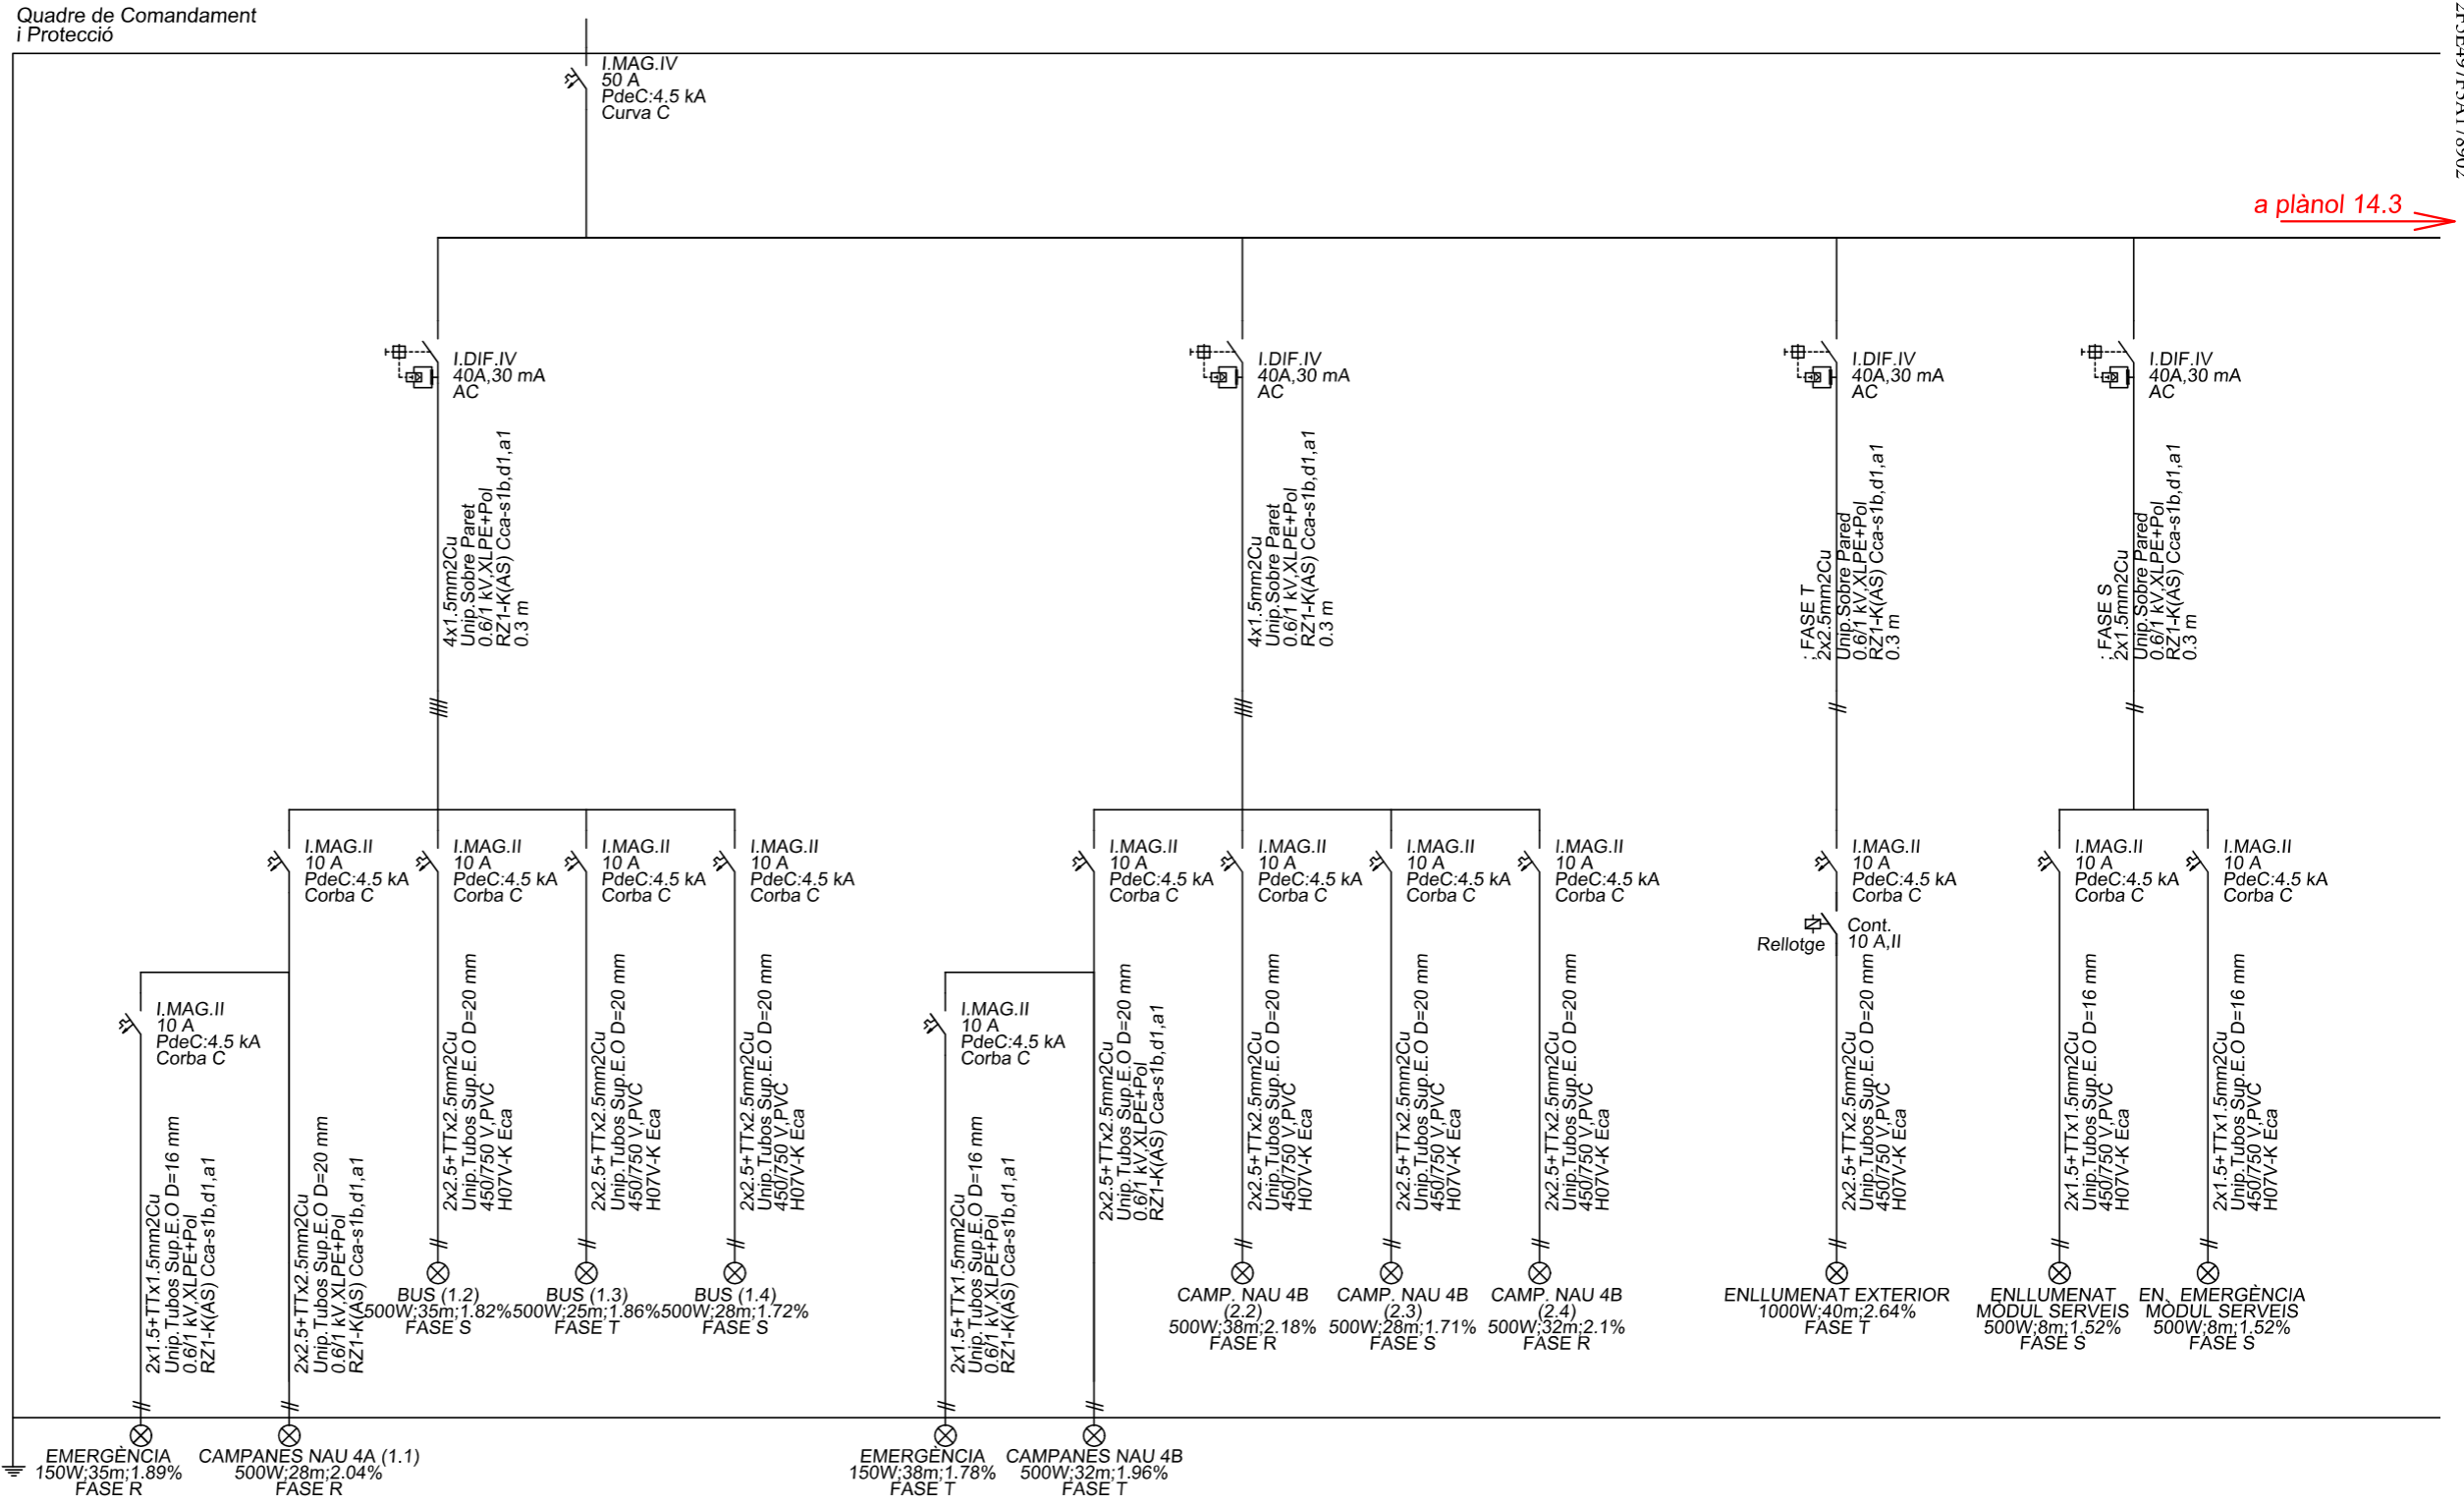 Quadre de Comandament
i Protecció
I.MAG.IV
50 A
PdeC:4.5 kA
Curva C
a plànol 14.3
I.DIF.IV
40A,30 mA
AC
I.DIF.IV
40A,30 mA
AC
I.DIF.IV
40A,30 mA
AC
I.DIF.IV
40A,30 mA
AC
4x1.5mm2Cu
Unip.Sobre Paret
0.6/1 kV,XLPE+Pol
RZ1-K(AS) Cca-s1b,d1,a1
0.3 m
4x1.5mm2Cu
Unip.Sobre Paret
0.6/1 kV,XLPE+Pol
RZ1-K(AS) Cca-s1b,d1,a1
0.3 m
; FASE T
2x2.5mm2Cu
Unip.Sobre Pared
0.6/1 kV,XLPE+Pol
RZ1-K(AS) Cca-s1b,d1,a1
0.3 m
; FASE S
2x1.5mm2Cu
Unip.Sobre Pared
0.6/1 kV,XLPE+Pol
RZ1-K(AS) Cca-s1b,d1,a1
0.3 m
I.MAG.II
10 A
PdeC:4.5 kA
Corba C
I.MAG.II
10 A
PdeC:4.5 kA
Corba C
I.MAG.II
10 A
PdeC:4.5 kA
Corba C
I.MAG.II
10 A
PdeC:4.5 kA
Corba C
I.MAG.II
10 A
PdeC:4.5 kA
Corba C
I.MAG.II
10 A
PdeC:4.5 kA
Corba C
I.MAG.II
10 A
PdeC:4.5 kA
Corba C
I.MAG.II
10 A
PdeC:4.5 kA
Corba C
I.MAG.II
10 A
PdeC:4.5 kA
Corba C
I.MAG.II
10 A
PdeC:4.5 kA
Corba C
I.MAG.II
10 A
PdeC:4.5 kA
Corba C
Rellotge
Cont.
10 A,II
I.MAG.II
10 A
PdeC:4.5 kA
Corba C
I.MAG.II
10 A
PdeC:4.5 kA
Corba C
2x1.5+TTx1.5mm2Cu
Unip.Tubos Sup.E.O D=16 mm
0.6/1 kV,XLPE+Pol
RZ1-K(AS) Cca-s1b,d1,a1
2x2.5+TTx2.5mm2Cu
Unip.Tubos Sup.E.O D=20 mm
0.6/1 kV,XLPE+Pol
RZ1-K(AS) Cca-s1b,d1,a1
2x2.5+TTx2.5mm2Cu
Unip.Tubos Sup.E.O D=20 mm
450/750 V,PVC
H07V-K Eca
2x2.5+TTx2.5mm2Cu
Unip.Tubos Sup.E.O D=20 mm
450/750 V,PVC
H07V-K Eca
2x2.5+TTx2.5mm2Cu
Unip.Tubos Sup.E.O D=20 mm
450/750 V,PVC
H07V-K Eca
2x1.5+TTx1.5mm2Cu
Unip.Tubos Sup.E.O D=16 mm
0.6/1 kV,XLPE+Pol
RZ1-K(AS) Cca-s1b,d1,a1
2x2.5+TTx2.5mm2Cu
Unip.Tubos Sup.E.O D=20 mm
0.6/1 kV,XLPE+Pol
RZ1-K(AS) Cca-s1b,d1,a1
2x2.5+TTx2.5mm2Cu
Unip.Tubos Sup.E.O D=20 mm
450/750 V,PVC
H07V-K Eca
2x2.5+TTx2.5mm2Cu
Unip.Tubos Sup.E.O D=20 mm
450/750 V,PVC
H07V-K Eca
2x2.5+TTx2.5mm2Cu
Unip.Tubos Sup.E.O D=20 mm
450/750 V,PVC
H07V-K Eca
2x2.5+TTx2.5mm2Cu
Unip.Tubos Sup.E.O D=20 mm
450/750 V,PVC
H07V-K Eca
2x1.5+TTx1.5mm2Cu
Unip.Tubos Sup.E.O D=16 mm
450/750 V,PVC
H07V-K Eca
2x1.5+TTx1.5mm2Cu
Unip.Tubos Sup.E.O D=16 mm
450/750 V,PVC
H07V-K Eca
BUS (1.2)
500W;35m;1.82%
FASE S
BUS (1.3)
500W;25m;1.86%
FASE T
BUS (1.4)
500W;28m;1.72%
FASE S
CAMP. NAU 4B
(2.2)
500W;38m;2.18%
FASE R
CAMP. NAU 4B
(2.3)
500W;28m;1.71%
FASE S
CAMP. NAU 4B
(2.4)
500W;32m;2.1%
FASE R
ENLLUMENAT EXTERIOR
1000W;40m;2.64%
FASE T
ENLLUMENAT
MÒDUL SERVEIS
500W;8m;1.52%
FASE S
EN. EMERGÈNCIA
MÒDUL SERVEIS
500W;8m;1.52%
FASE S
EMERGÈNCIA
150W;35m;1.89%
FASE R
CAMPANES NAU 4A (1.1)
500W;28m;2.04%
FASE R
EMERGÈNCIA
150W;38m;1.78%
FASE T
CAMPANES NAU 4B
500W;32m;1.96%
FASE T